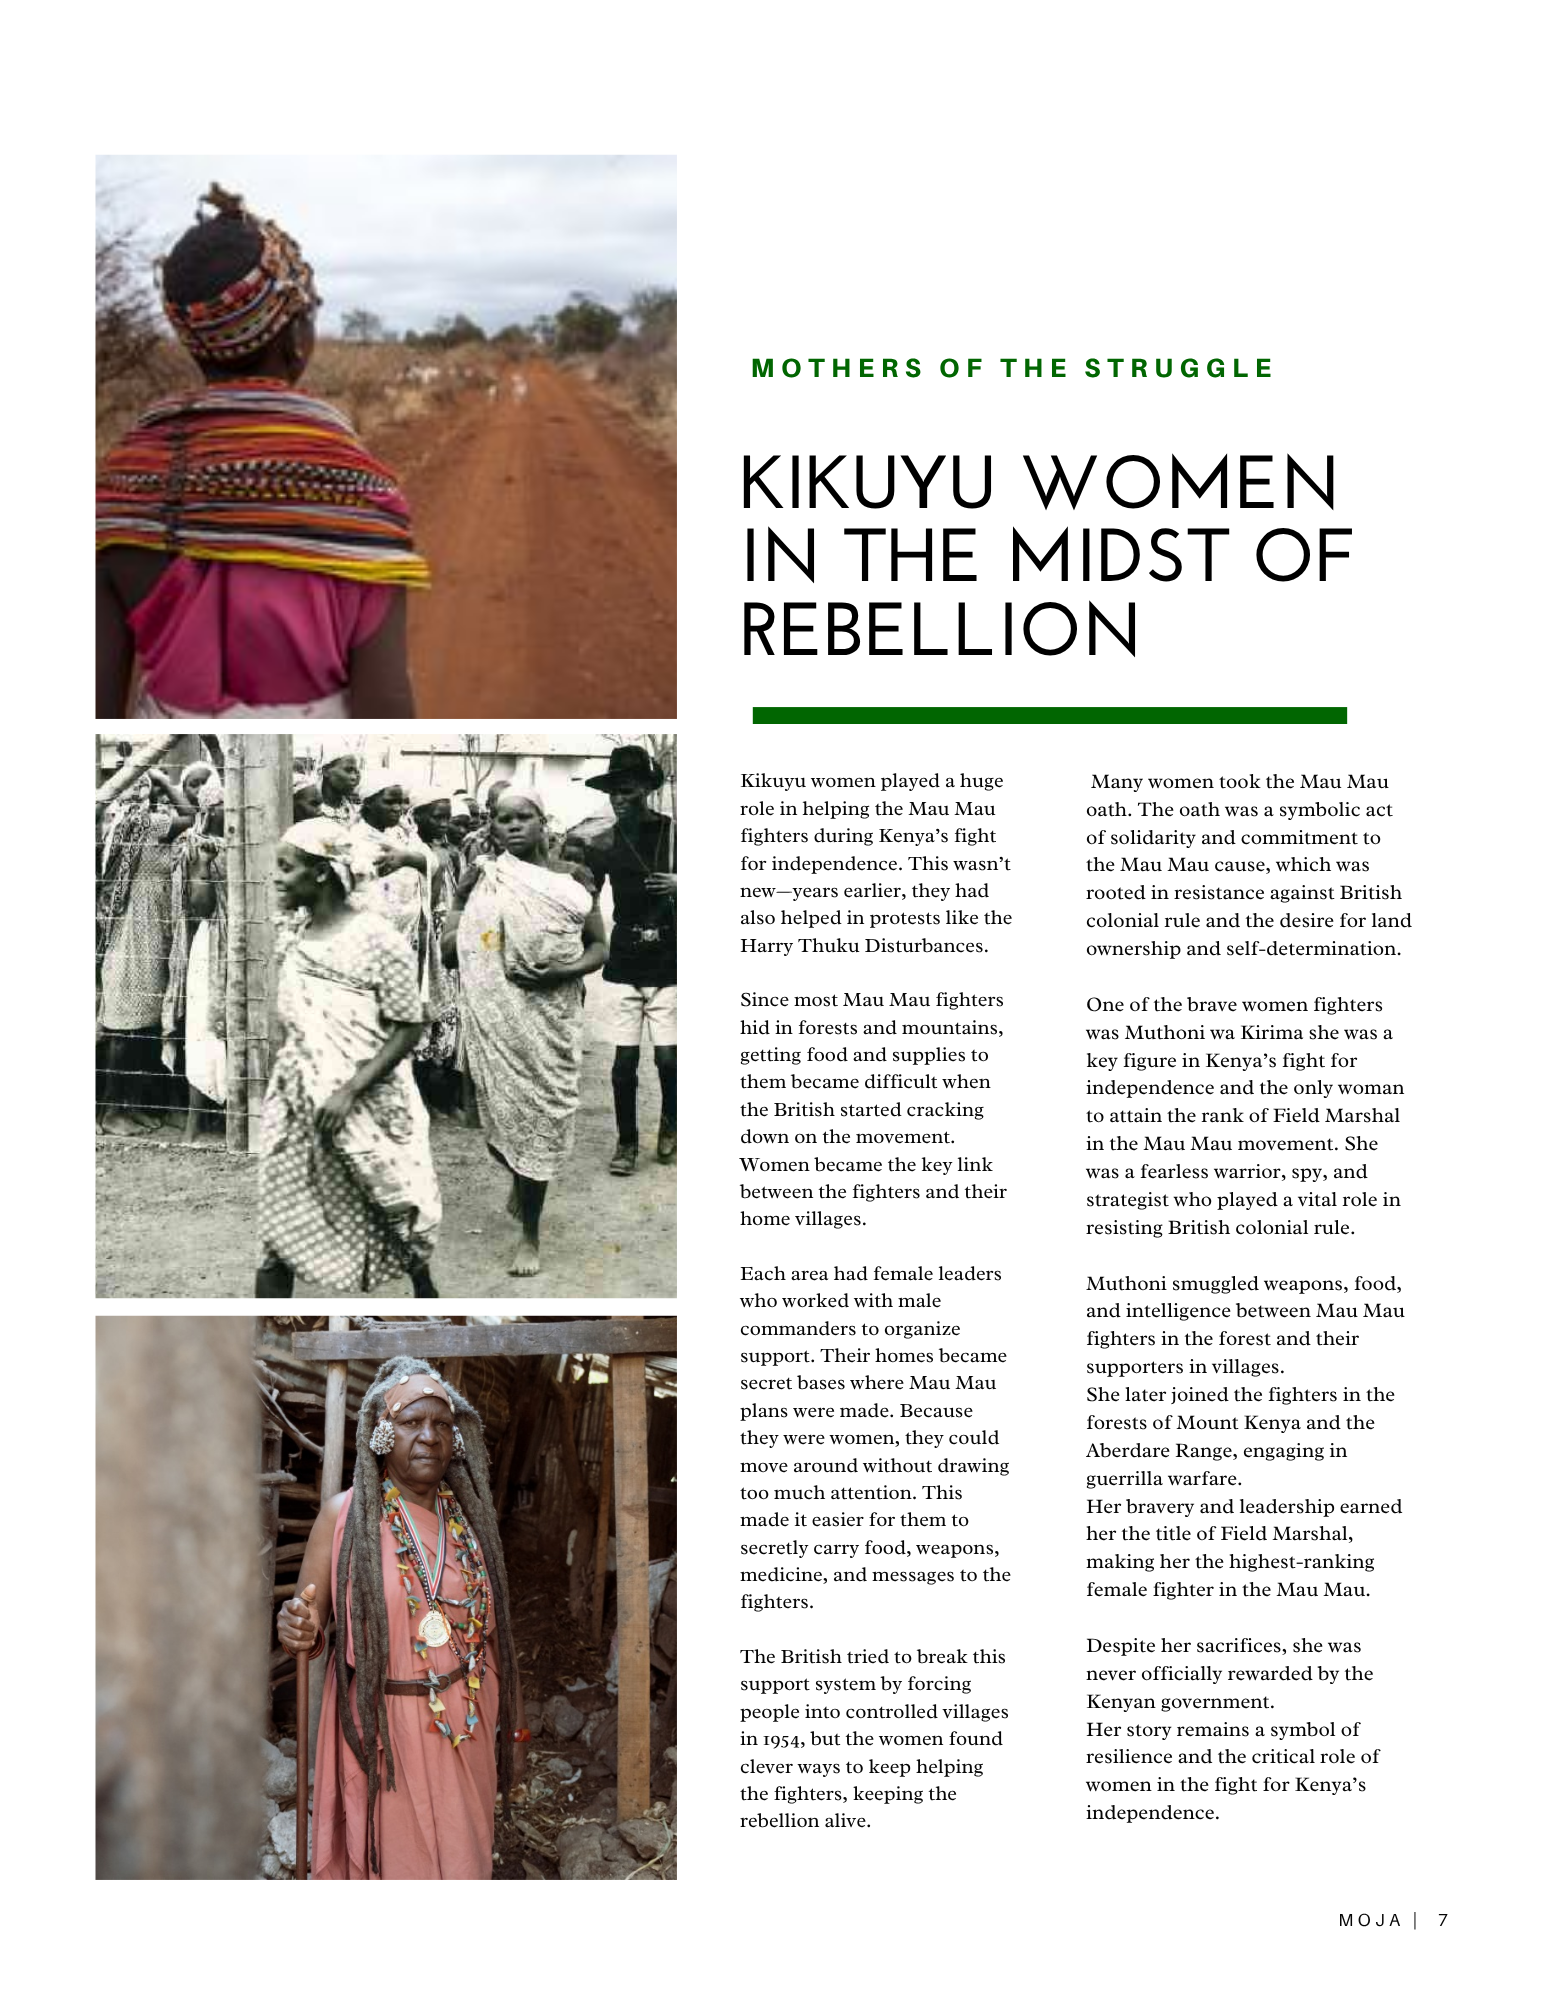 MOTHERS OF THE STRUGGLE
KIKUYU WOMEN
IN THE MIDST OF
REBELLION
Kikuyu women played a huge
role in helping the Mau Mau
fighters during Kenya’s fight
for independence. This wasn’t
new—years earlier, they had
also helped in protests like the
Harry Thuku Disturbances.
Since most Mau Mau fighters
hid in forests and mountains,
getting food and supplies to
them became difficult when
the British started cracking
down on the movement.
Women became the key link
between the fighters and their
home villages.
Each area had female leaders
who worked with male
commanders to organize
support. Their homes became
secret bases where Mau Mau
plans were made. Because
they were women, they could
move around without drawing
too much attention. This
made it easier for them to
secretly carry food, weapons,
medicine, and messages to the
fighters.
The British tried to break this
support system by forcing
people into controlled villages
in 1954, but the women found
clever ways to keep helping
the fighters, keeping the
rebellion alive.
Many women took the Mau Mau
oath. The oath was a symbolic act
of solidarity and commitment to
the Mau Mau cause, which was
rooted in resistance against British
colonial rule and the desire for land
ownership and self-determination.
One of the brave women fighters
was Muthoni wa Kirima she was a
key figure in Kenya’s fight for
independence and the only woman
to attain the rank of Field Marshal
in the Mau Mau movement. She
was a fearless warrior, spy, and
strategist who played a vital role in
resisting British colonial rule.
Muthoni smuggled weapons, food,
and intelligence between Mau Mau
fighters in the forest and their
supporters in villages.
She later joined the fighters in the
forests of Mount Kenya and the
Aberdare Range, engaging in
guerrilla warfare.
Her bravery and leadership earned
her the title of Field Marshal,
making her the highest-ranking
female fighter in the Mau Mau.
Despite her sacrifices, she was
never officially rewarded by the
Kenyan government.
Her story remains a symbol of
resilience and the critical role of
women in the fight for Kenya’s
independence.
MOJA | 7